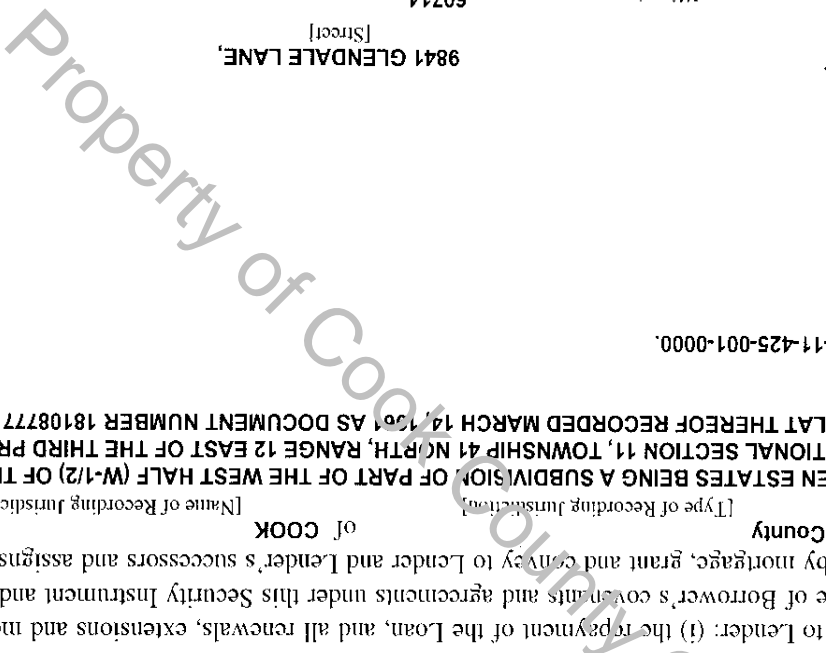 to Lender: (i) the repayment of the Loan, and all renewals, extensions and
e of Borrower's covenants and agreements under this Security Instrument and
by mortgage, grant and convey to Lender and Lender's successors and assigns
County of COOK
[Type of Recording Jurisdiction] [Name of Recording
EN ESTATES BEING A SUBDIVISION OF PART OF THE WEST HALF (W-1/2) OF
TIONAL SECTION 11, TOWNSHIP 41 NORTH, RANGE 12 EAST OF THE THIRD
LAT THEREOF RECORDED MARCH 14, 1961 AS DOCUMENT NUMBER 18108777
11-425-001-0000.
9841 GLENDALE LANE,
[Street]
60714
Property of Cook County